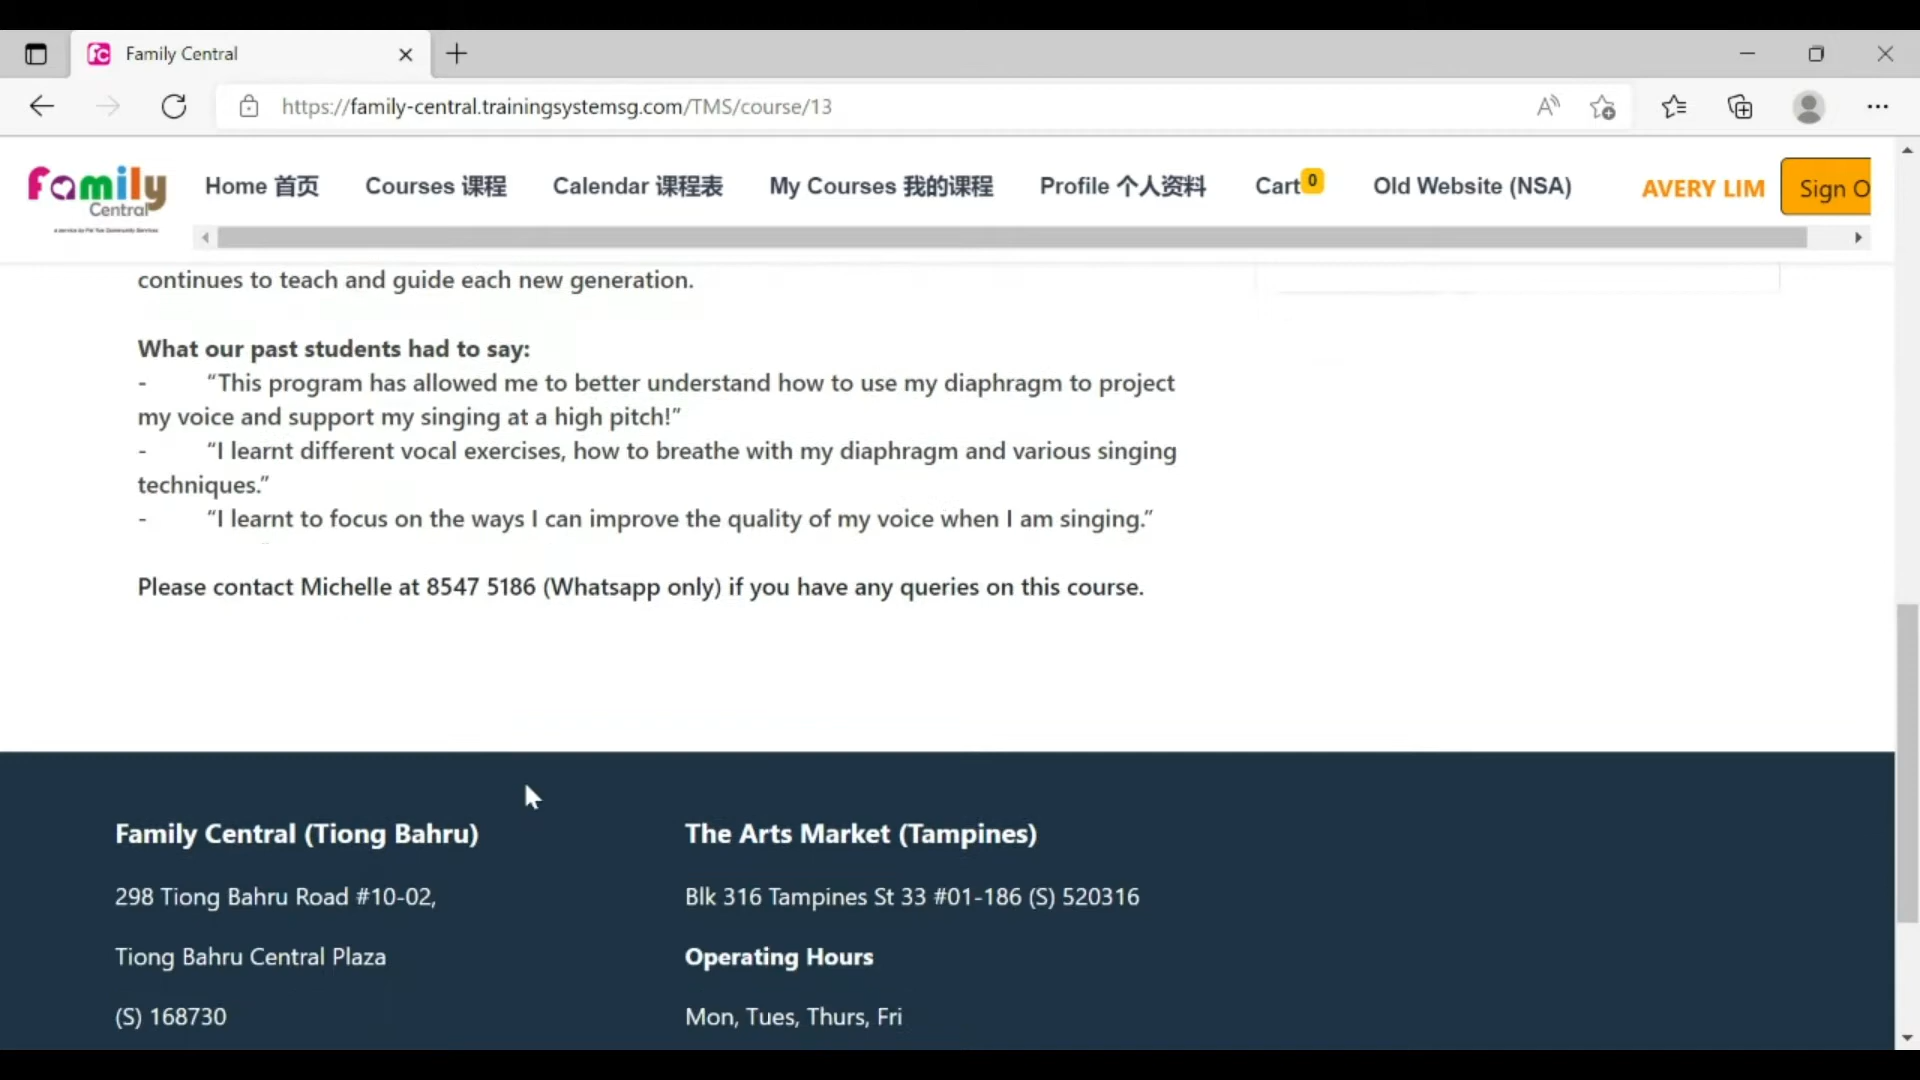 Family Central
https://family-central.trainingsystemsg.com/TMS/course/13
family
Central
a service by Fei Yue Community Services
Home 首页
Courses 课程
Calendar 课程表
My Courses 我的课程
Profile 个人资料
Cart 0
Old Website (NSA)
AVERY LIM
Sign O
continues to teach and guide each new generation.
What our past students had to say:
- “This program has allowed me to better understand how to use my diaphragm to project
my voice and support my singing at a high pitch!”
- “I learnt different vocal exercises, how to breathe with my diaphragm and various singing
techniques.”
- “I learnt to focus on the ways I can improve the quality of my voice when I am singing.”
Please contact Michelle at 8547 5186 (Whatsapp only) if you have any queries on this course.
Family Central (Tiong Bahru)
298 Tiong Bahru Road #10-02,
Tiong Bahru Central Plaza
(S) 168730
The Arts Market (Tampines)
Blk 316 Tampines St 33 #01-186 (S) 520316
Operating Hours
Mon, Tues, Thurs, Fri